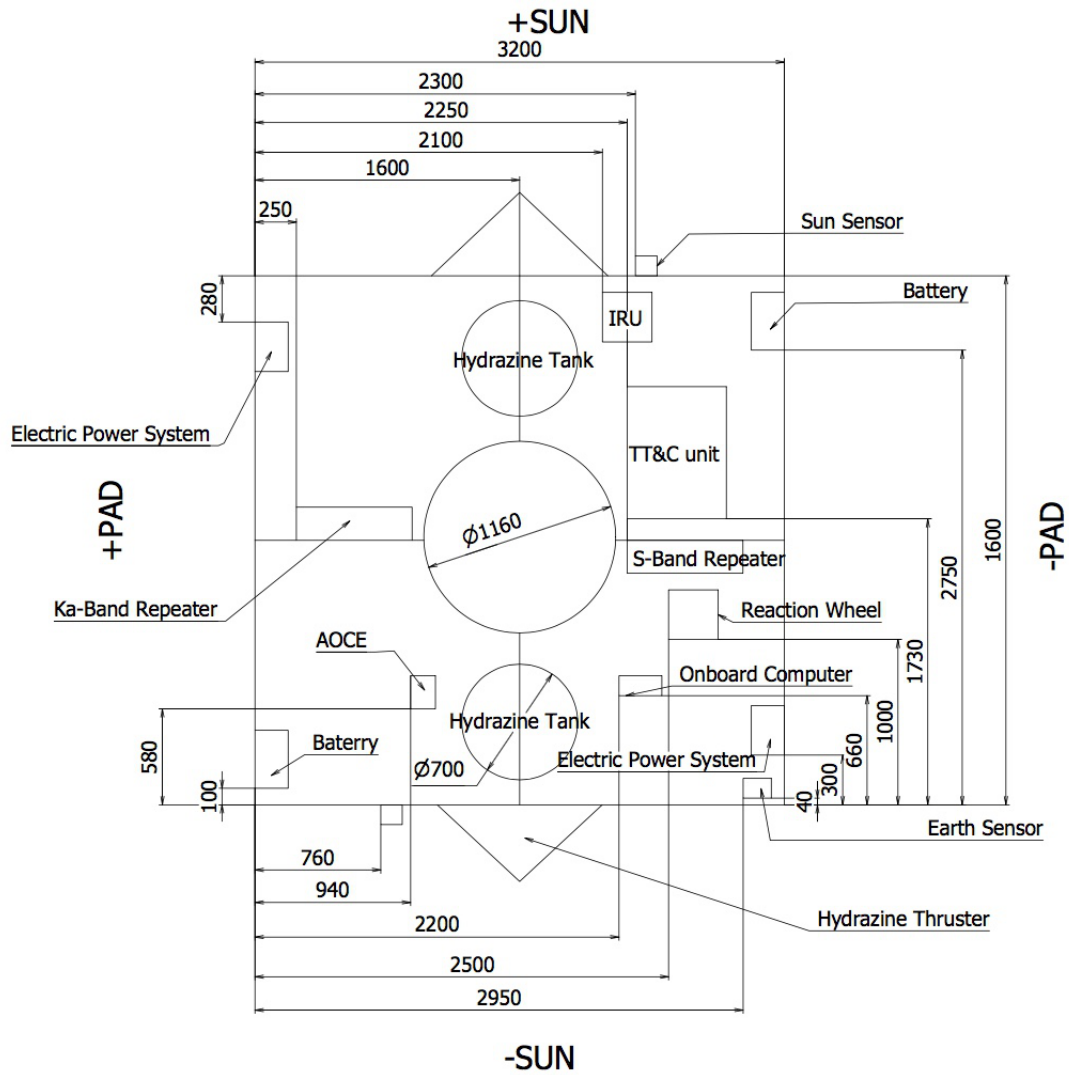 +SUN
3200
2300
2250
2100
1600
250
Sun Sensor
280
Battery
IRU
Hydrazine Tank
Electric Power System
TT&C unit
+PAD
Ø1160
1600
-PAD
S-Band Repeater
2750
Ka-Band Repeater
Reaction Wheel
AOCE
1730
Onboard Computer
1000
580
Baterry
Hydrazine Tank
Electric Power System
660
Ø700
300
100
40
Earth Sensor
760
940
2200
Hydrazine Thruster
2500
2950
-SUN